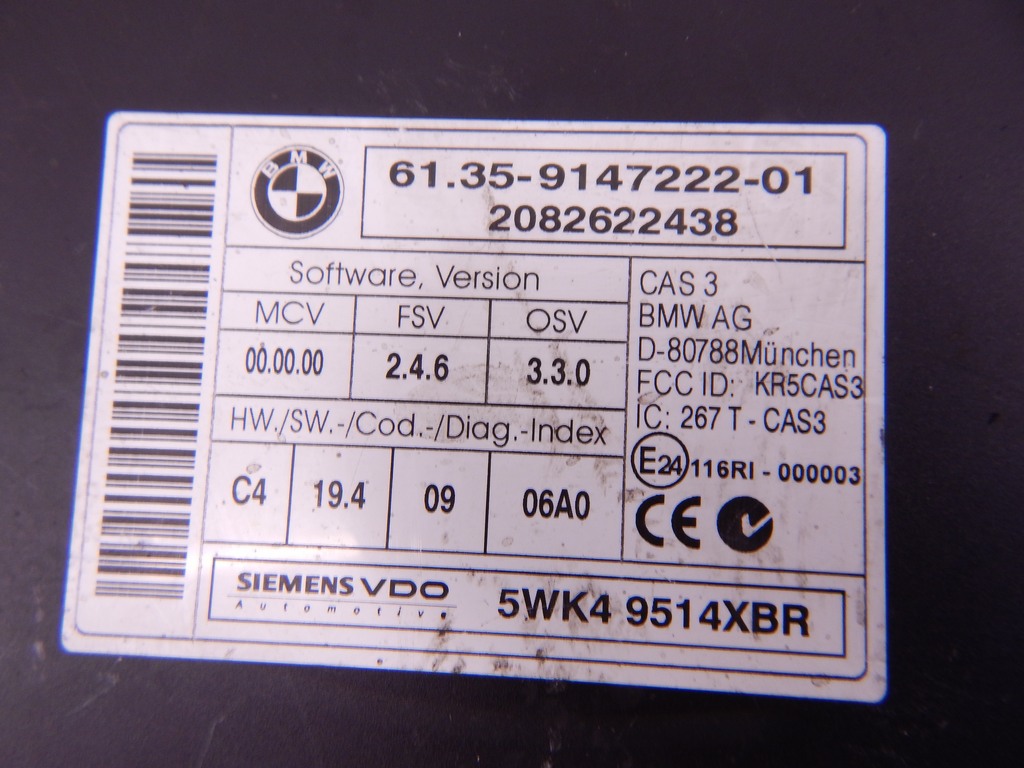 BMW
61.35-9147222-01
2082622438
Software, Version
MCV FSV OSV
00.00.00 2.4.6 3.3.0
HW./SW.-/Cod.-/Diag.-Index
C4 19.4 09 06A0
CAS 3
BMW AG
D-80788München
FCC ID: KR5CAS3
IC: 267 T - CAS3
E24 116RI - 000003
CE
SIEMENS VDO
Automotive
5WK4 9514XBR